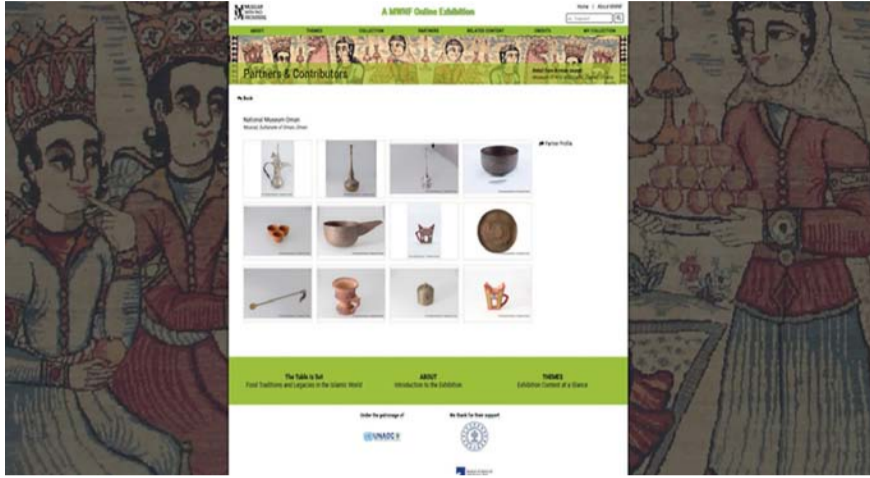 MUSEUM
WITH NO
FRONTIERS
A MWNF Online Exhibition
Home | About MWNF
ABOUT
THEMES
COLLECTION
PARTNERS
RELATED CONTENT
CREDITS
MY COLLECTION
Partners & Contributors
Back
National Museum Oman
Muscat, Sultanate of Oman, Oman
Partner Profile
The Table is Set
Food Traditions and Legacies in the Islamic World
ABOUT
Introduction to the Exhibition
THEMES
Exhibition Content at a Glance
Under the patronage of
We thank for their support
UNAOC